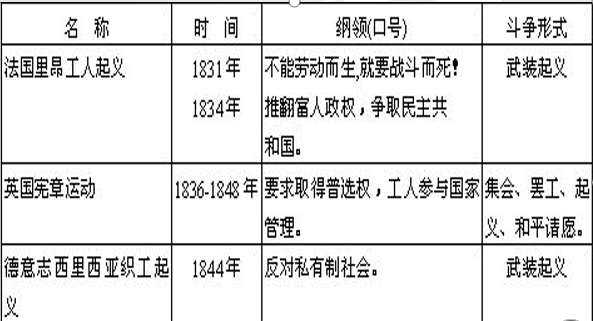 名 称 时 间 纲领(口号) 斗争形式
法国里昂工人起义 1831年 不能劳动而生,就要战斗而死! 武装起义
1834年 推翻富人政权，争取民主共
和国。
英国宪章运动 1836-1848年 要求取得普选权，工人参与国家 集会、罢工、起
管理。 义、和平请愿。
德意志西里西亚织工起 1844年 反对私有制社会。 武装起义
义